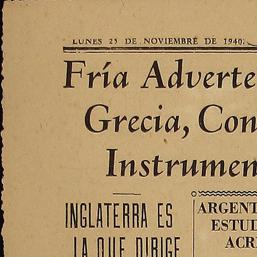 LUNES 25 DE NOVIEMBRE DE 1940.
Fría Adverte
Grecia, Con
Instrumen
INGLATERRA ES
LA QUE DIRIGE
ARGENT
ESTUD
ACR